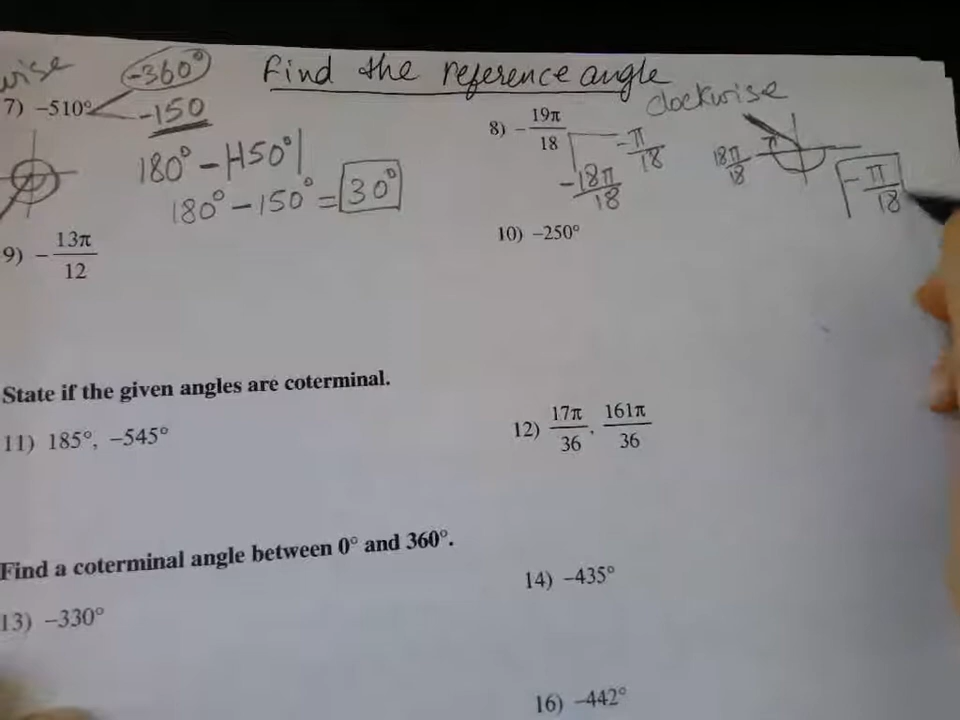 wise -360° Find the reference angle
7) -510° -150
180° - |-150°|
180° - 150° = 30°
clockwise
8) - 19π/18 - π/18
- 18π/18
18π/18 π
- π/18
9) - 13π/12
10) -250°
State if the given angles are coterminal.
11) 185°, -545°
12) 17π/36, 161π/36
Find a coterminal angle between 0° and 360°.
13) -330°
14) -435°
16) -442°